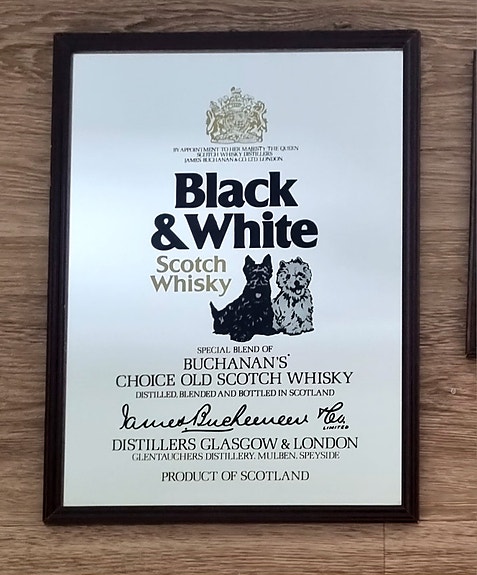 BY APPOINTMENT TO HER MAJESTY THE QUEEN
SCOTCH WHISKY DISTILLERS
JAMES BUCHANAN & CO. LTD. LONDON
Black
& White
Scotch
Whisky
SPECIAL BLEND OF
BUCHANAN'S
CHOICE OLD SCOTCH WHISKY
DISTILLED, BLENDED AND BOTTLED IN SCOTLAND
James Buchanan & Co.
LIMITED
DISTILLERS GLASGOW & LONDON
GLENTAUCHERS DISTILLERY, MULBEN, SPEYSIDE
PRODUCT OF SCOTLAND